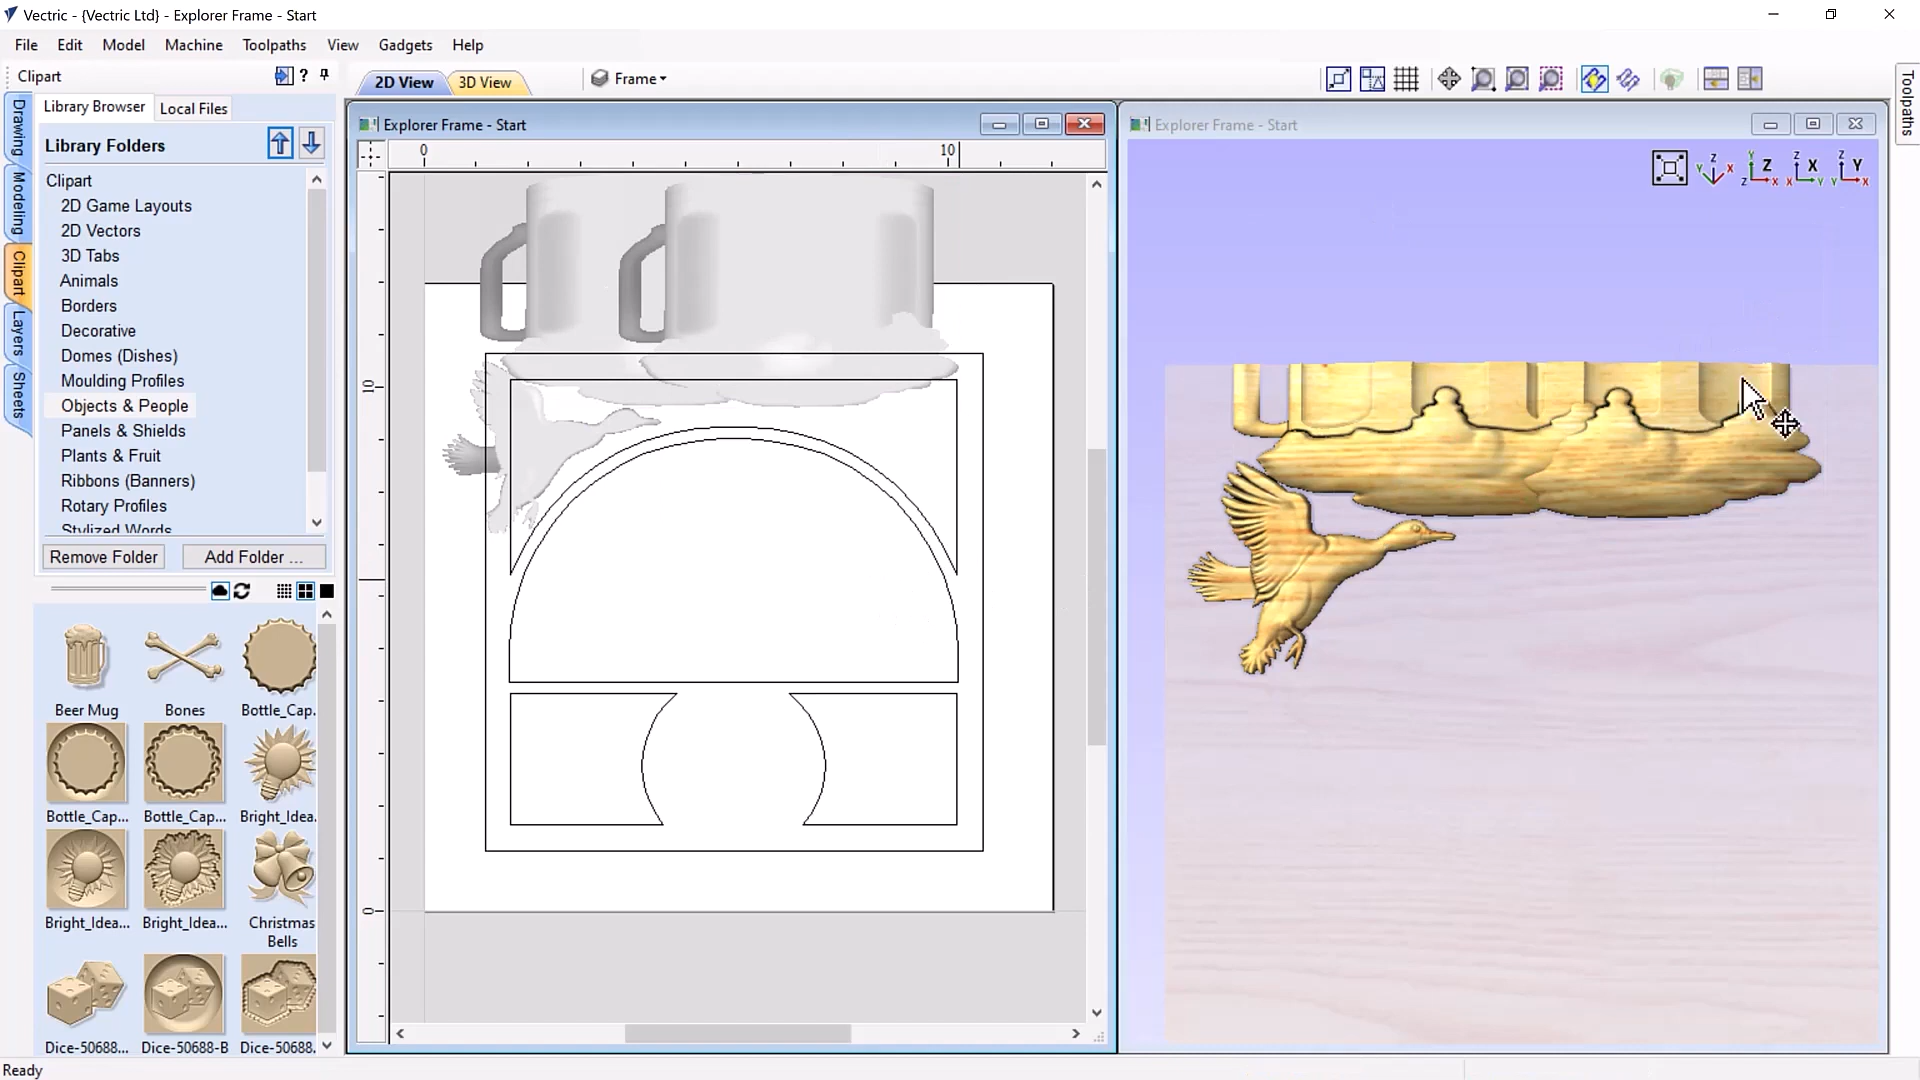 Vectric - {Vectric Ltd} - Explorer Frame - Start
File Edit Model Machine Toolpaths View Gadgets Help
Clipart
2D View 3D View Frame
Toolpaths
Library Browser Local Files
Drawing
Modeling
Clipart
Layers
Sheets
Library Folders
Clipart
2D Game Layouts
2D Vectors
3D Tabs
Animals
Borders
Decorative
Domes (Dishes)
Moulding Profiles
Objects & People
Panels & Shields
Plants & Fruit
Ribbons (Banners)
Rotary Profiles
Stylized Words
Remove Folder Add Folder ...
Beer Mug Bones Bottle_Cap.
Bottle_Cap... Bottle_Cap... Bright_Idea.
Bright_Idea... Bright_Idea... Christmas Bells
Dice-50688... Dice-50688-B Dice-50688.
Explorer Frame - Start
0 10
10
0
Explorer Frame - Start
Z Y X
Y Z Z X
Z X X Y
Z Y Y X
Ready